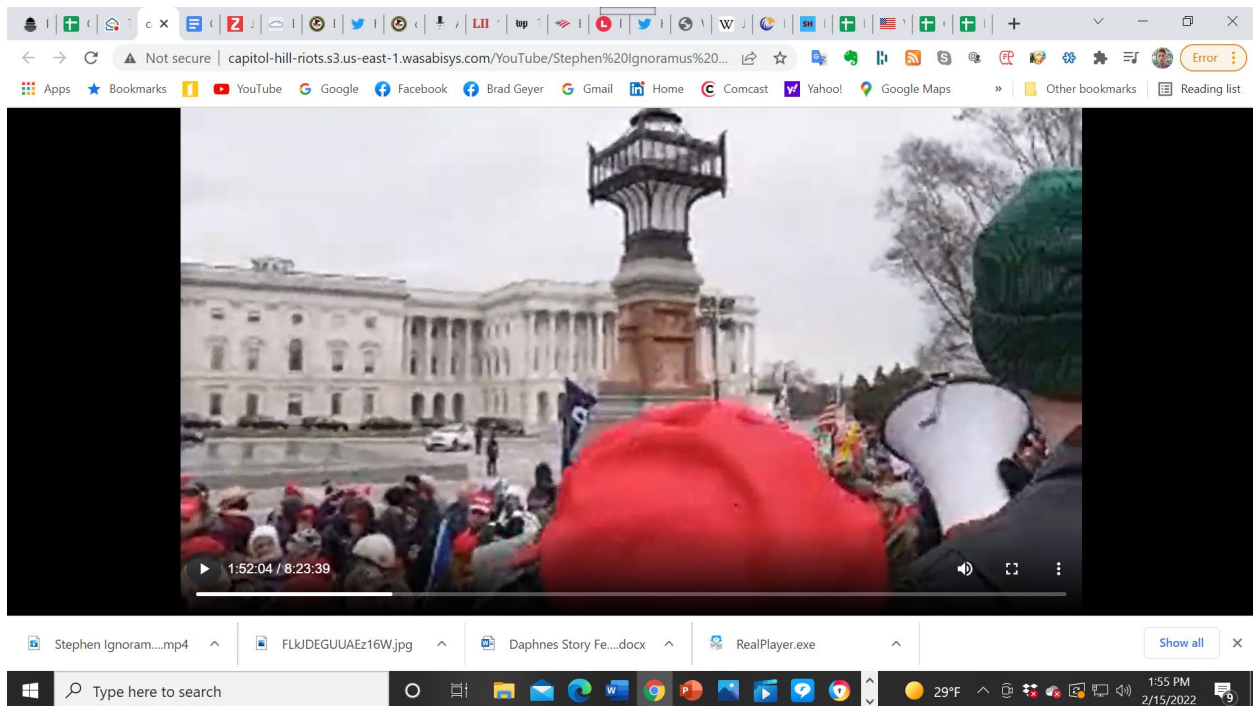 Not secure capitol-hill-riots.s3.us-east-1.wasabisys.com/YouTube/Stephen%20Ignoramus%20... Error
Apps Bookmarks YouTube Google Facebook Brad Geyer Gmail Home Comcast Yahoo! Google Maps » Other bookmarks Reading list
1:52:04 / 8:23:39
Stephen Ignoram....mp4 FLkJDEGUUAEz16W.jpg Daphnes Story Fe....docx RealPlayer.exe Show all
Type here to search 29°F 1:55 PM
2/15/2022 9